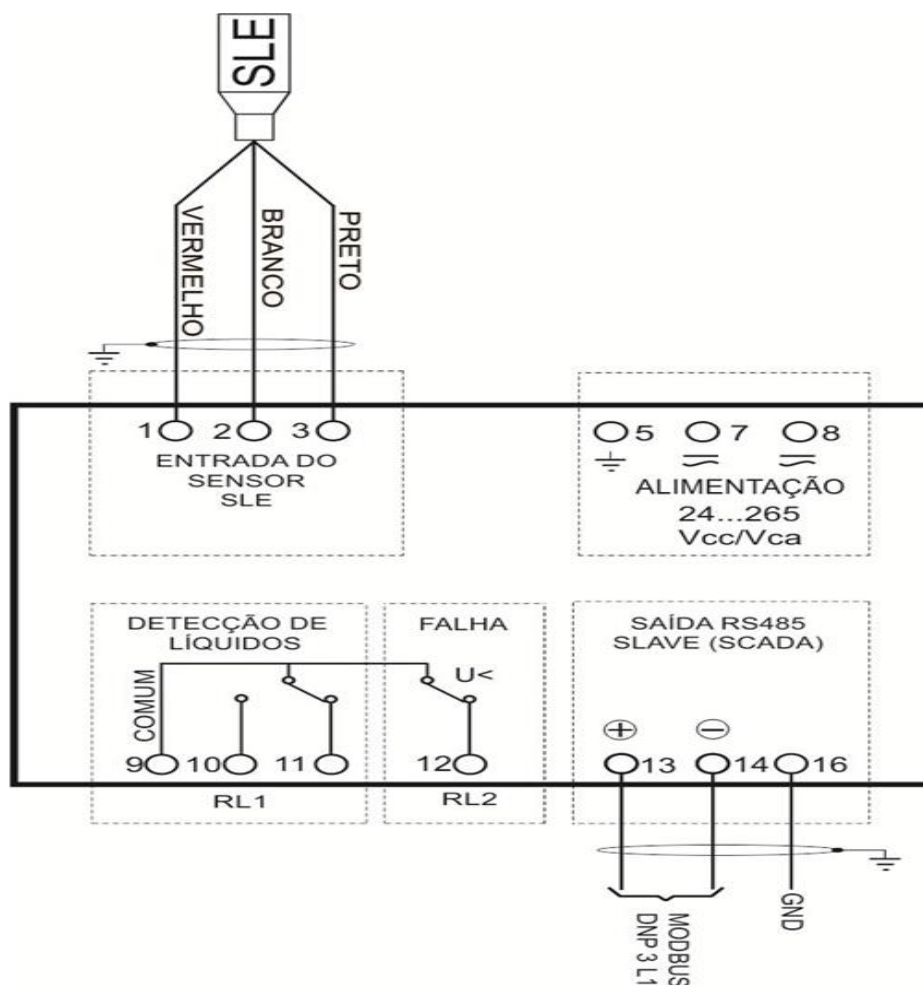 SLE
VERMELHO
BRANCO
PRETO
1 2 3
ENTRADA DO
SENSOR
SLE
5 7 8
ALIMENTAÇÃO
24...265
Vcc/Vca
DETECÇÃO DE
LÍQUIDOS
COMUM
9 10 11
RL1
FALHA
U<
12
RL2
SAÍDA RS485
SLAVE (SCADA)
+ −
13 14 16
MODBUS
DNP 3 L1
GND